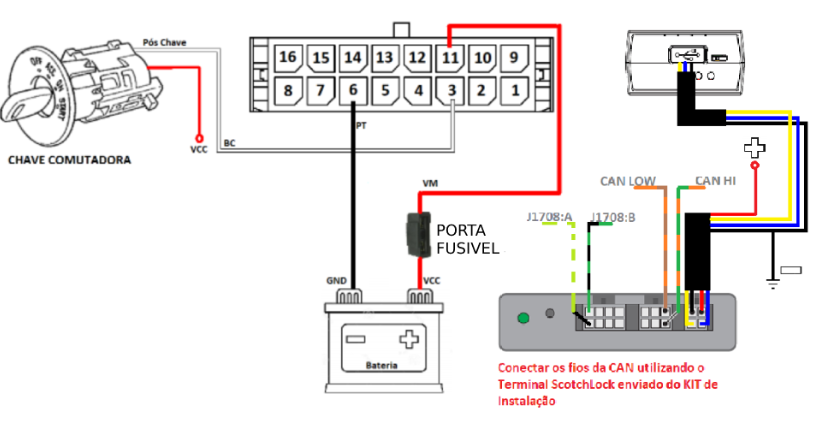 Pós Chave
OFF ACC ON START
CHAVE COMUTADORA
VCC
BC
16 15 14 13 12 11 10 9
8 7 6 5 4 3 2 1
PT
VM
PORTA
FUSIVEL
GND
VCC
Bateria
CAN LOW
CAN HI
J1708:A
J1708:B
Conectar os fios da CAN utilizando o
Terminal ScotchLock enviado do KIT de
Instalação